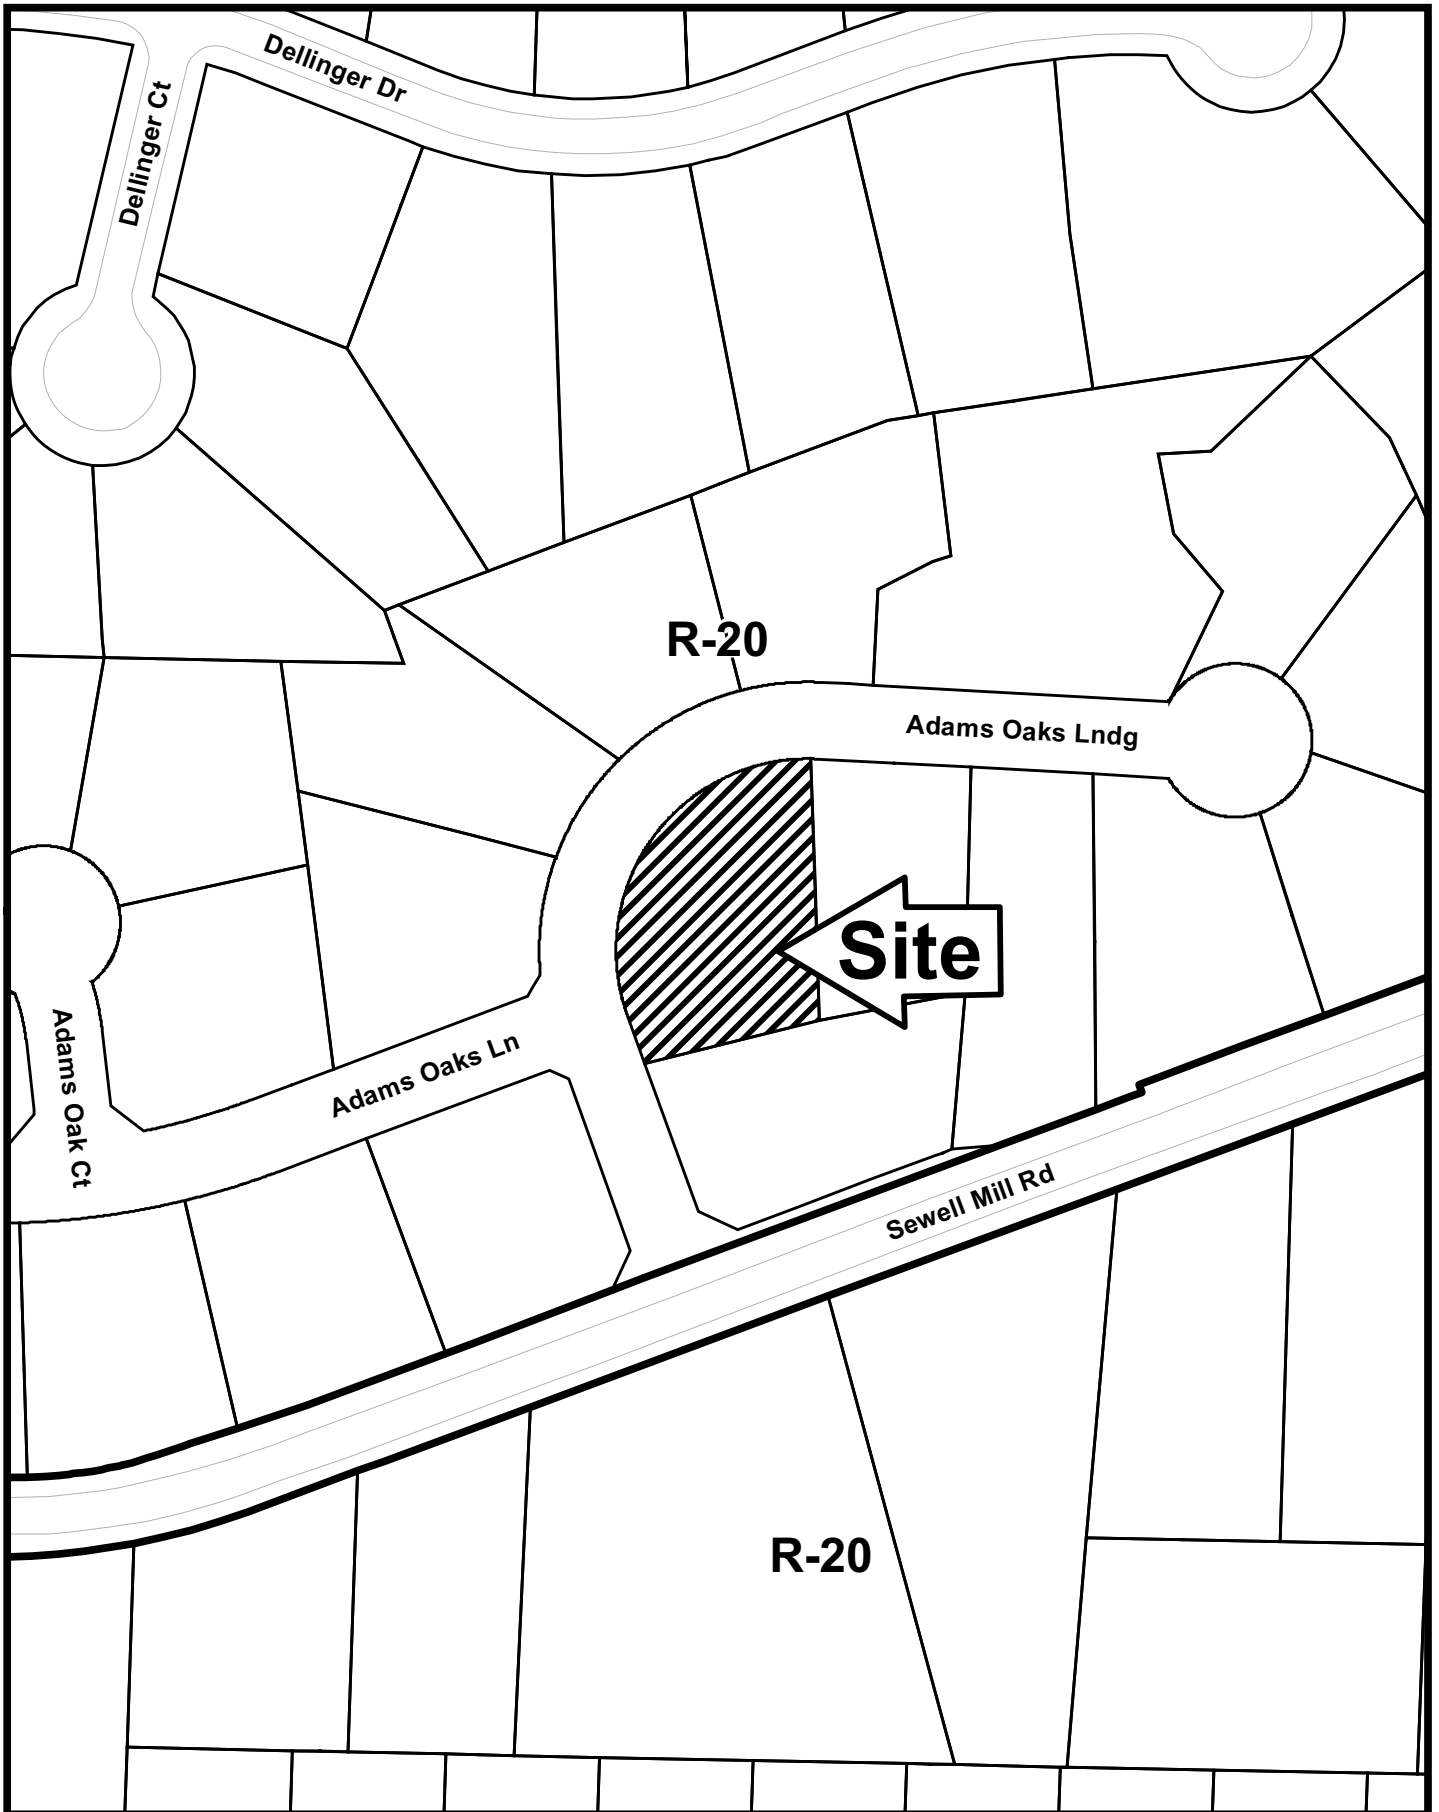 Dellinger Dr
Dellinger Ct
R-20
Adams Oaks Lndg
Site
Adams Oaks Ln
Adams Oak Ct
Sewell Mill Rd
R-20